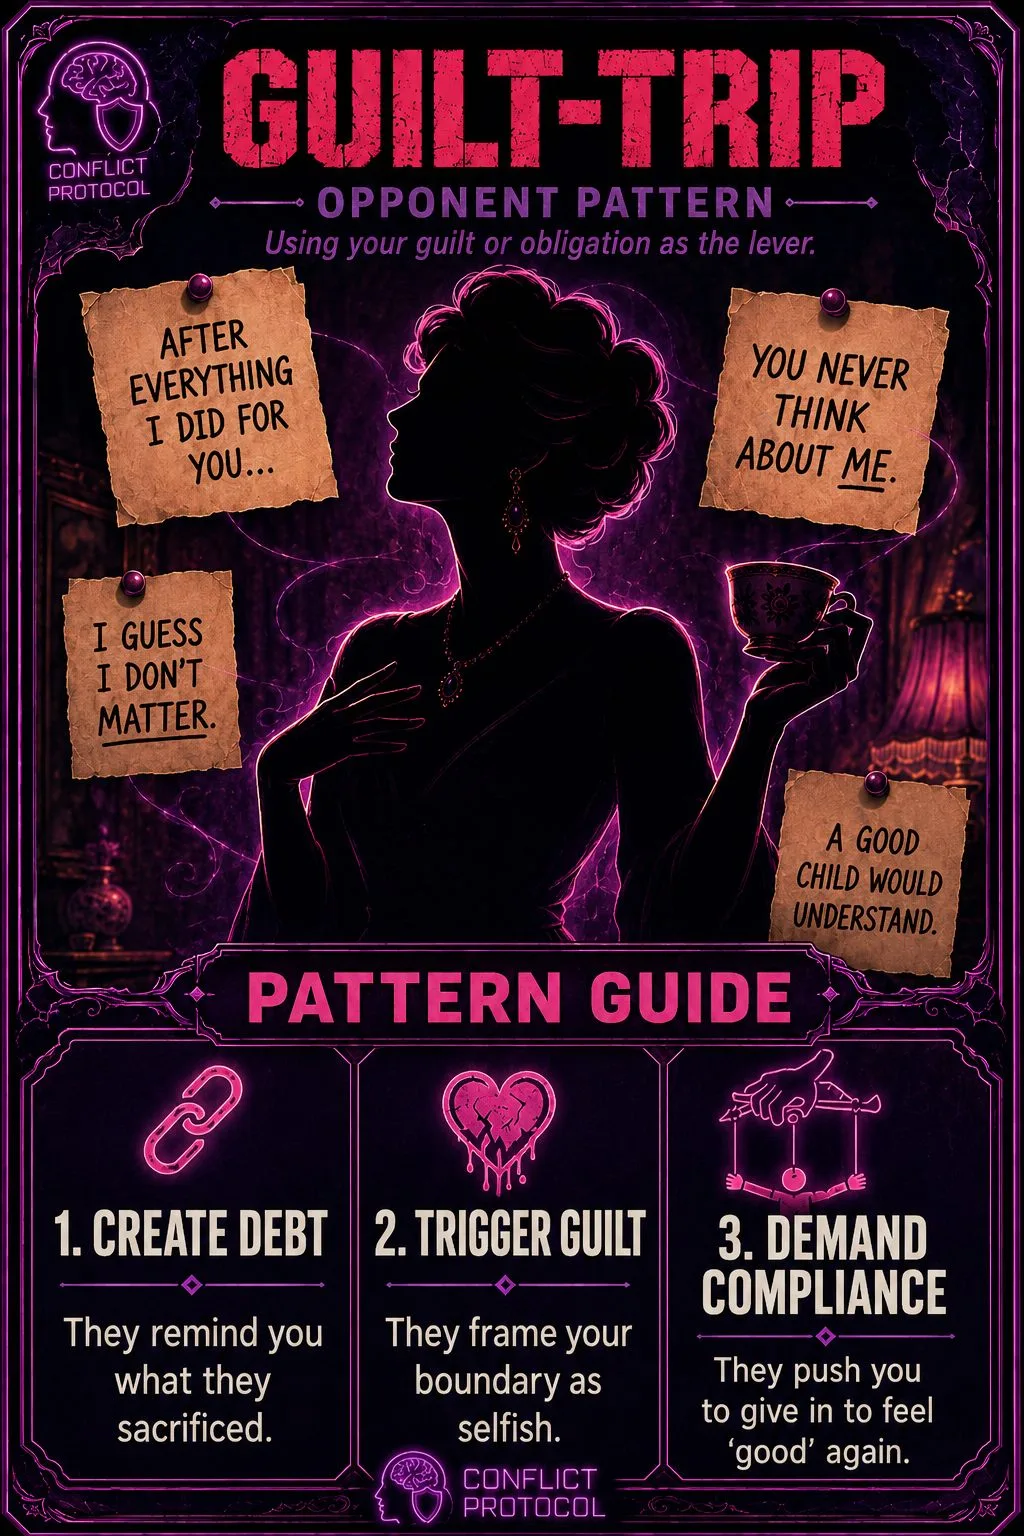 CONFLICT
PROTOCOL
GUILT-TRIP
OPPONENT PATTERN
Using your guilt or obligation as the lever.
AFTER
EVERYTHING
I DID FOR
YOU...
YOU NEVER
THINK
ABOUT ME.
I GUESS
I DON'T
MATTER.
A GOOD
CHILD WOULD
UNDERSTAND.
PATTERN GUIDE
1. CREATE DEBT
They remind you
what they
sacrificed.
2. TRIGGER GUILT
They frame your
boundary as
selfish.
3. DEMAND
COMPLIANCE
They push you
to give in to feel
‘good’ again.
CONFLICT
PROTOCOL